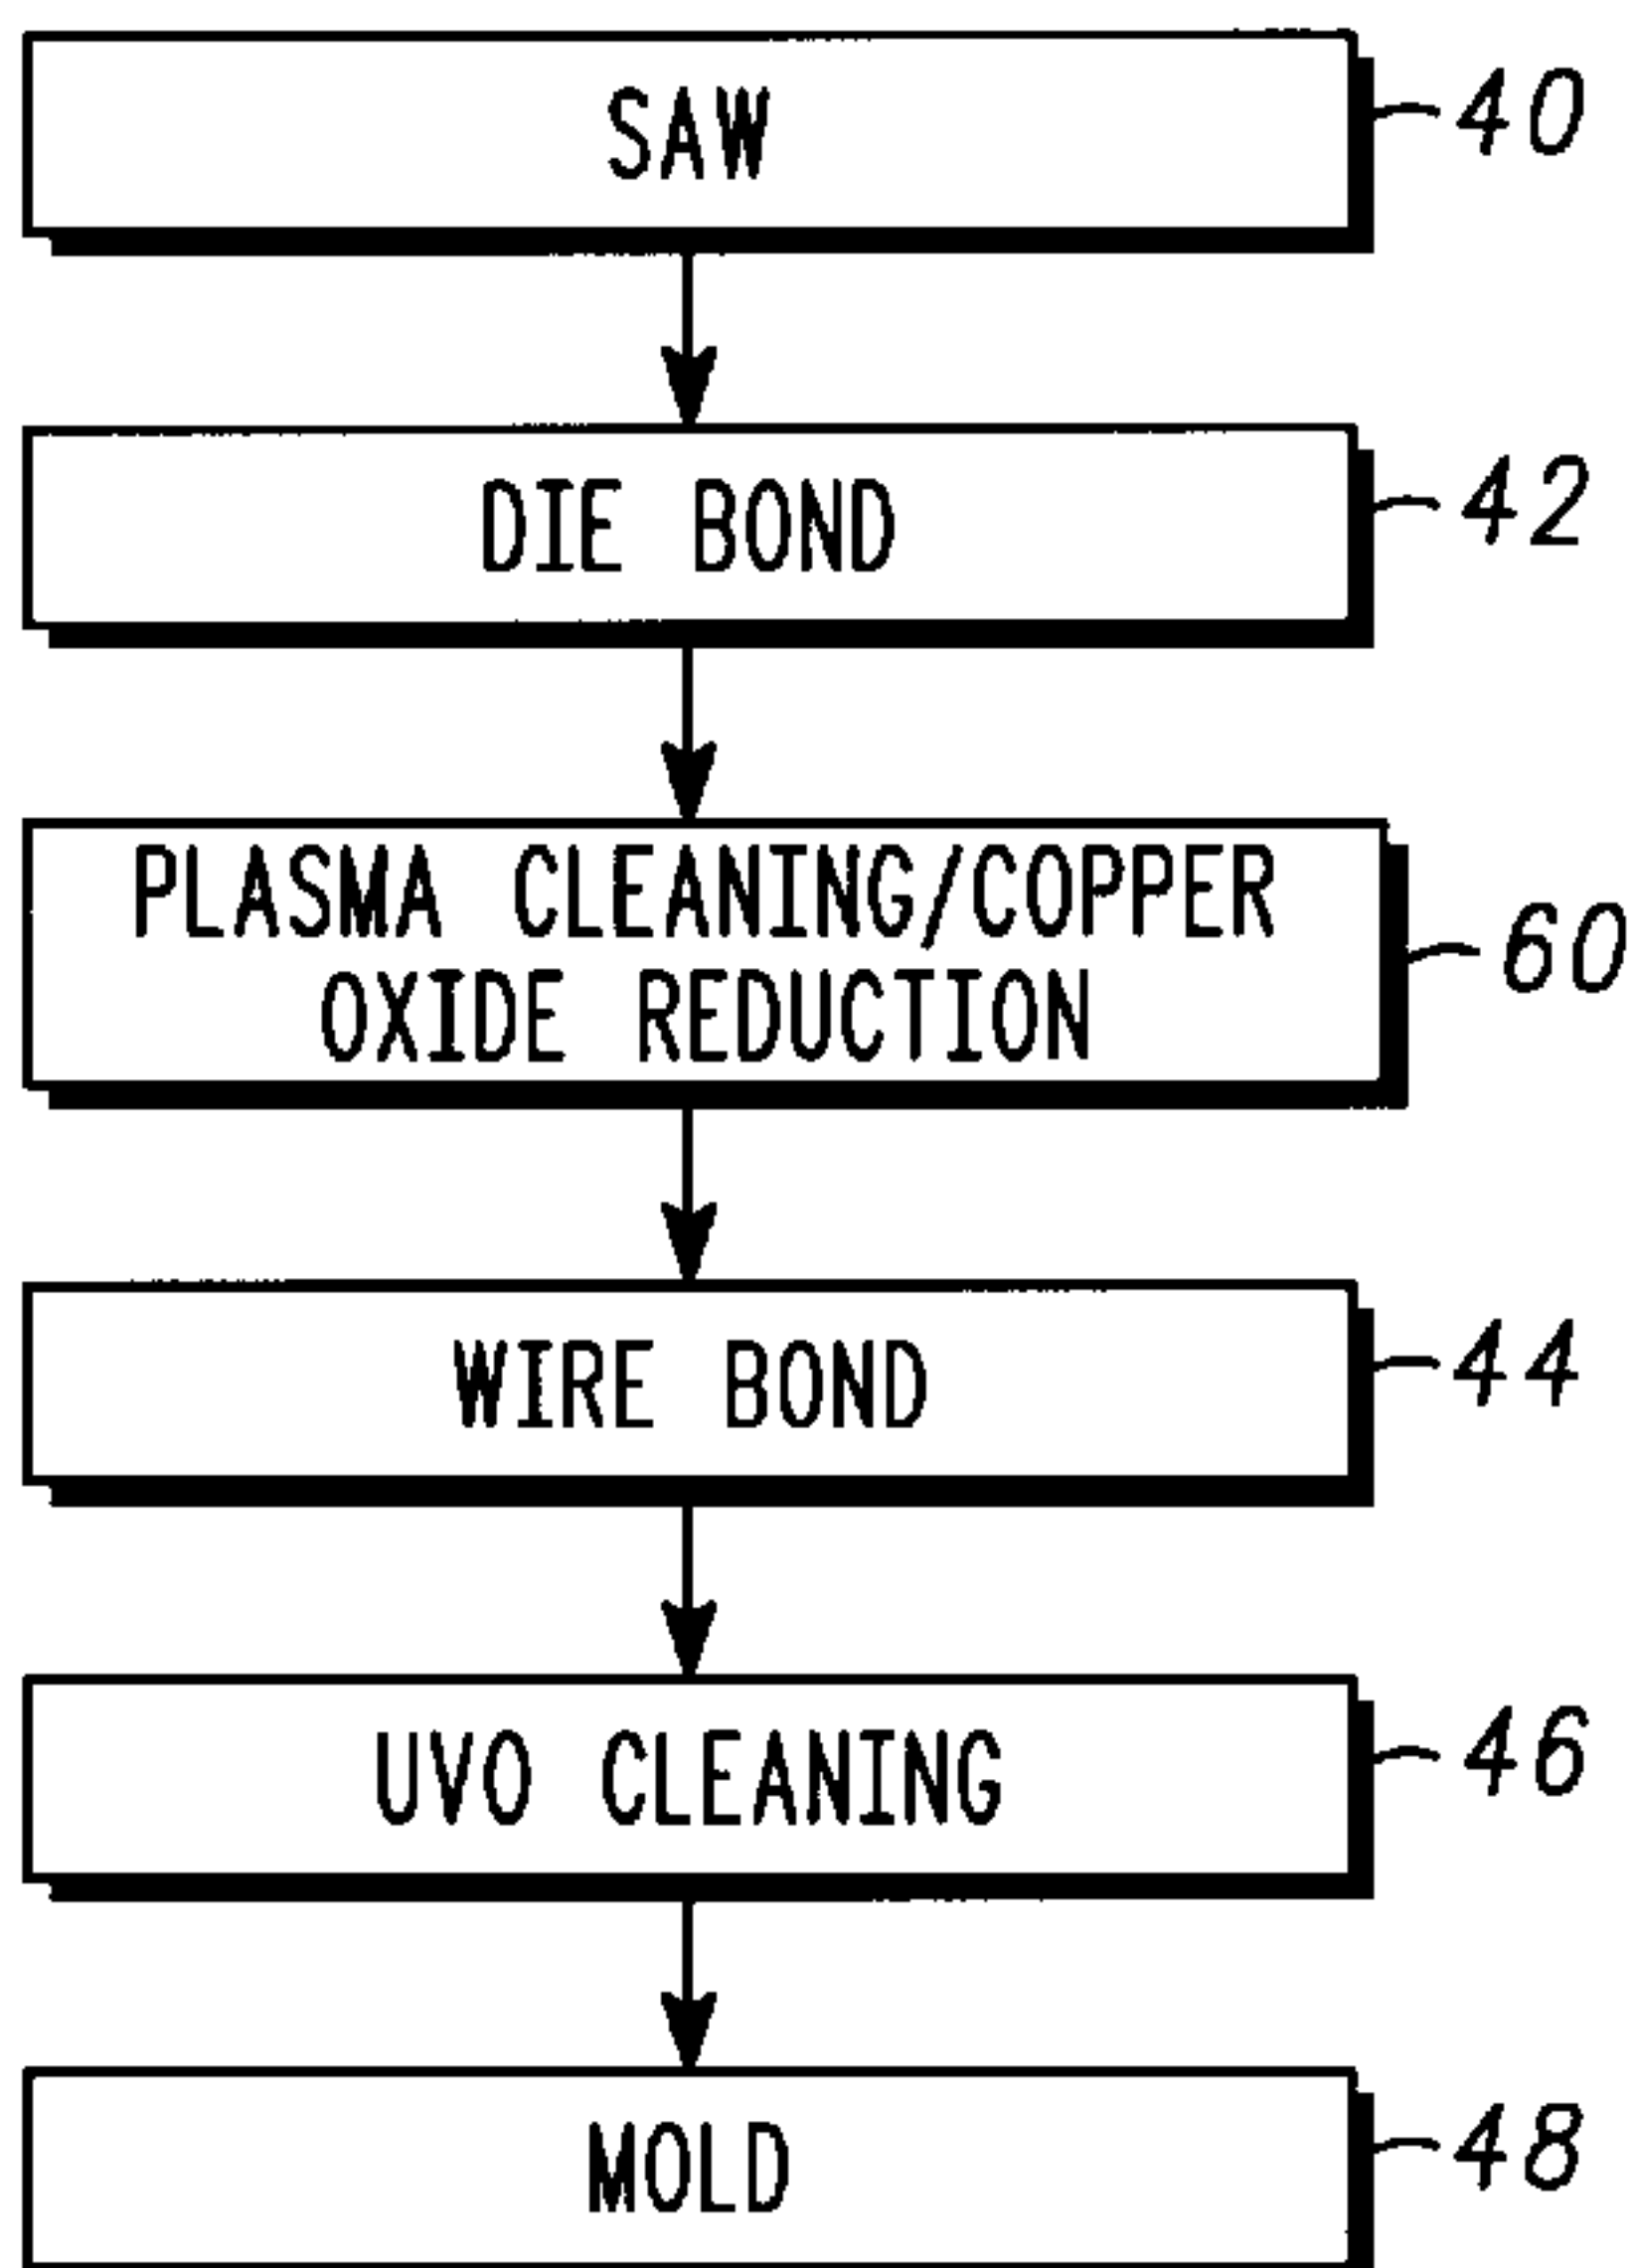 SAW
40
DIE BOND
42
PLASMA CLEANING/COPPER
OXIDE REDUCTION
60
WIRE BOND
44
UVO CLEANING
46
MOLD
48